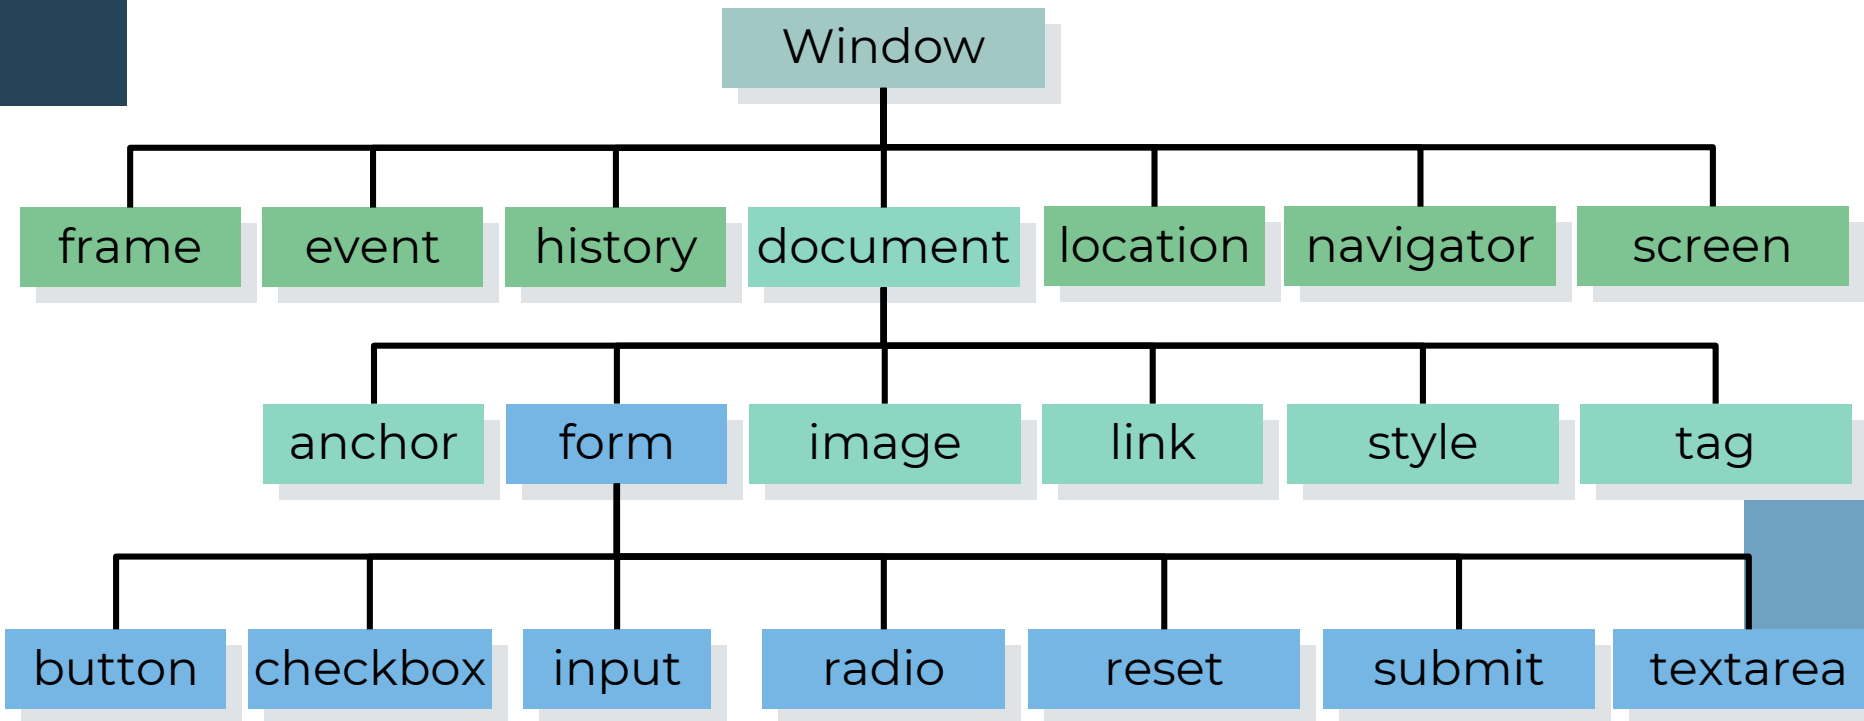 Window
frame
event
history
document
location
navigator
screen
anchor
form
image
link
style
tag
button
checkbox
input
radio
reset
submit
textarea